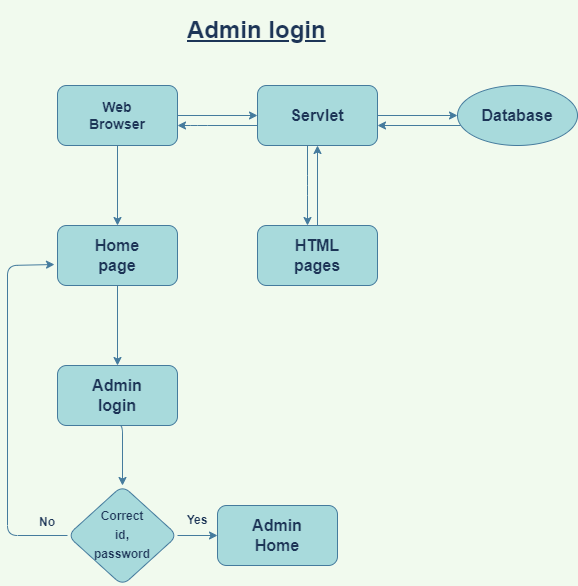 Admin login
Web
Browser
Servlet
Database
Home
page
HTML
pages
Admin
login
Correct
id,
password
No
Yes
Admin
Home